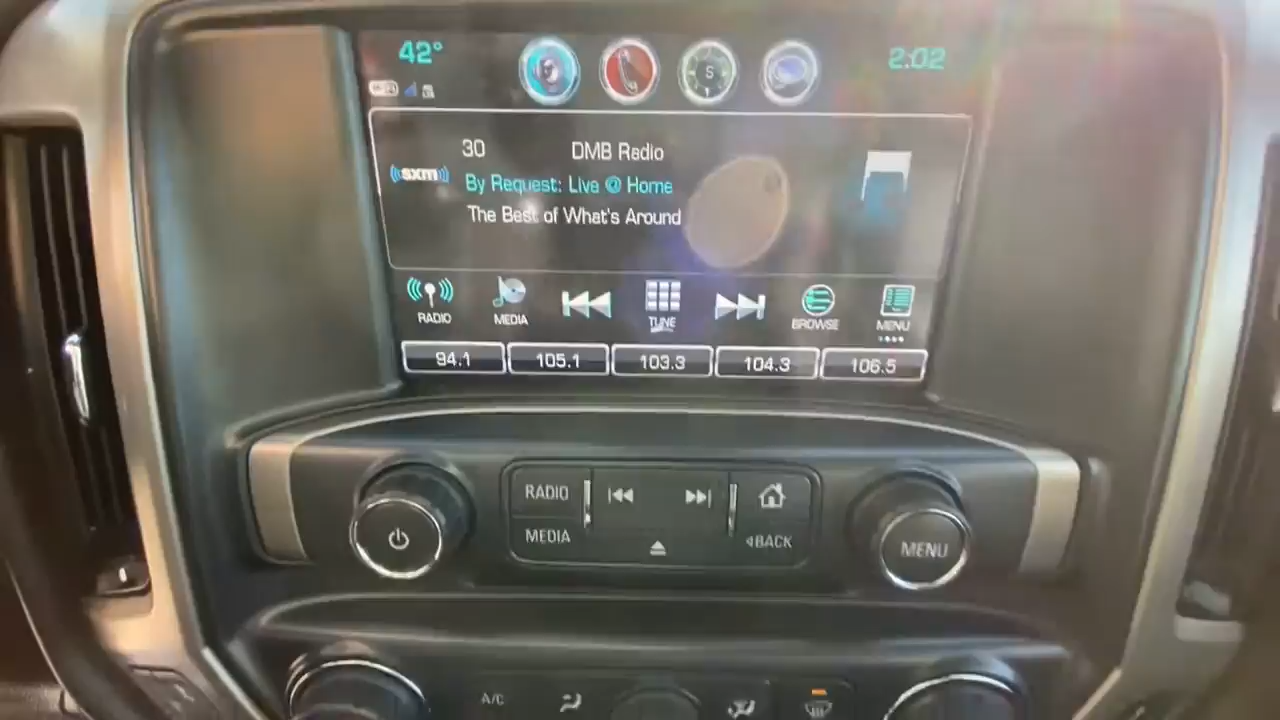 42° S 2:02
LTE
30 DMB Radio
sxm By Request: Live @ Home
The Best of What's Around
RADIO MEDIA TUNE BROWSE MENU
94.1 105.1 103.3 104.3 106.5
RADIO
MEDIA BACK
MENU
A/C